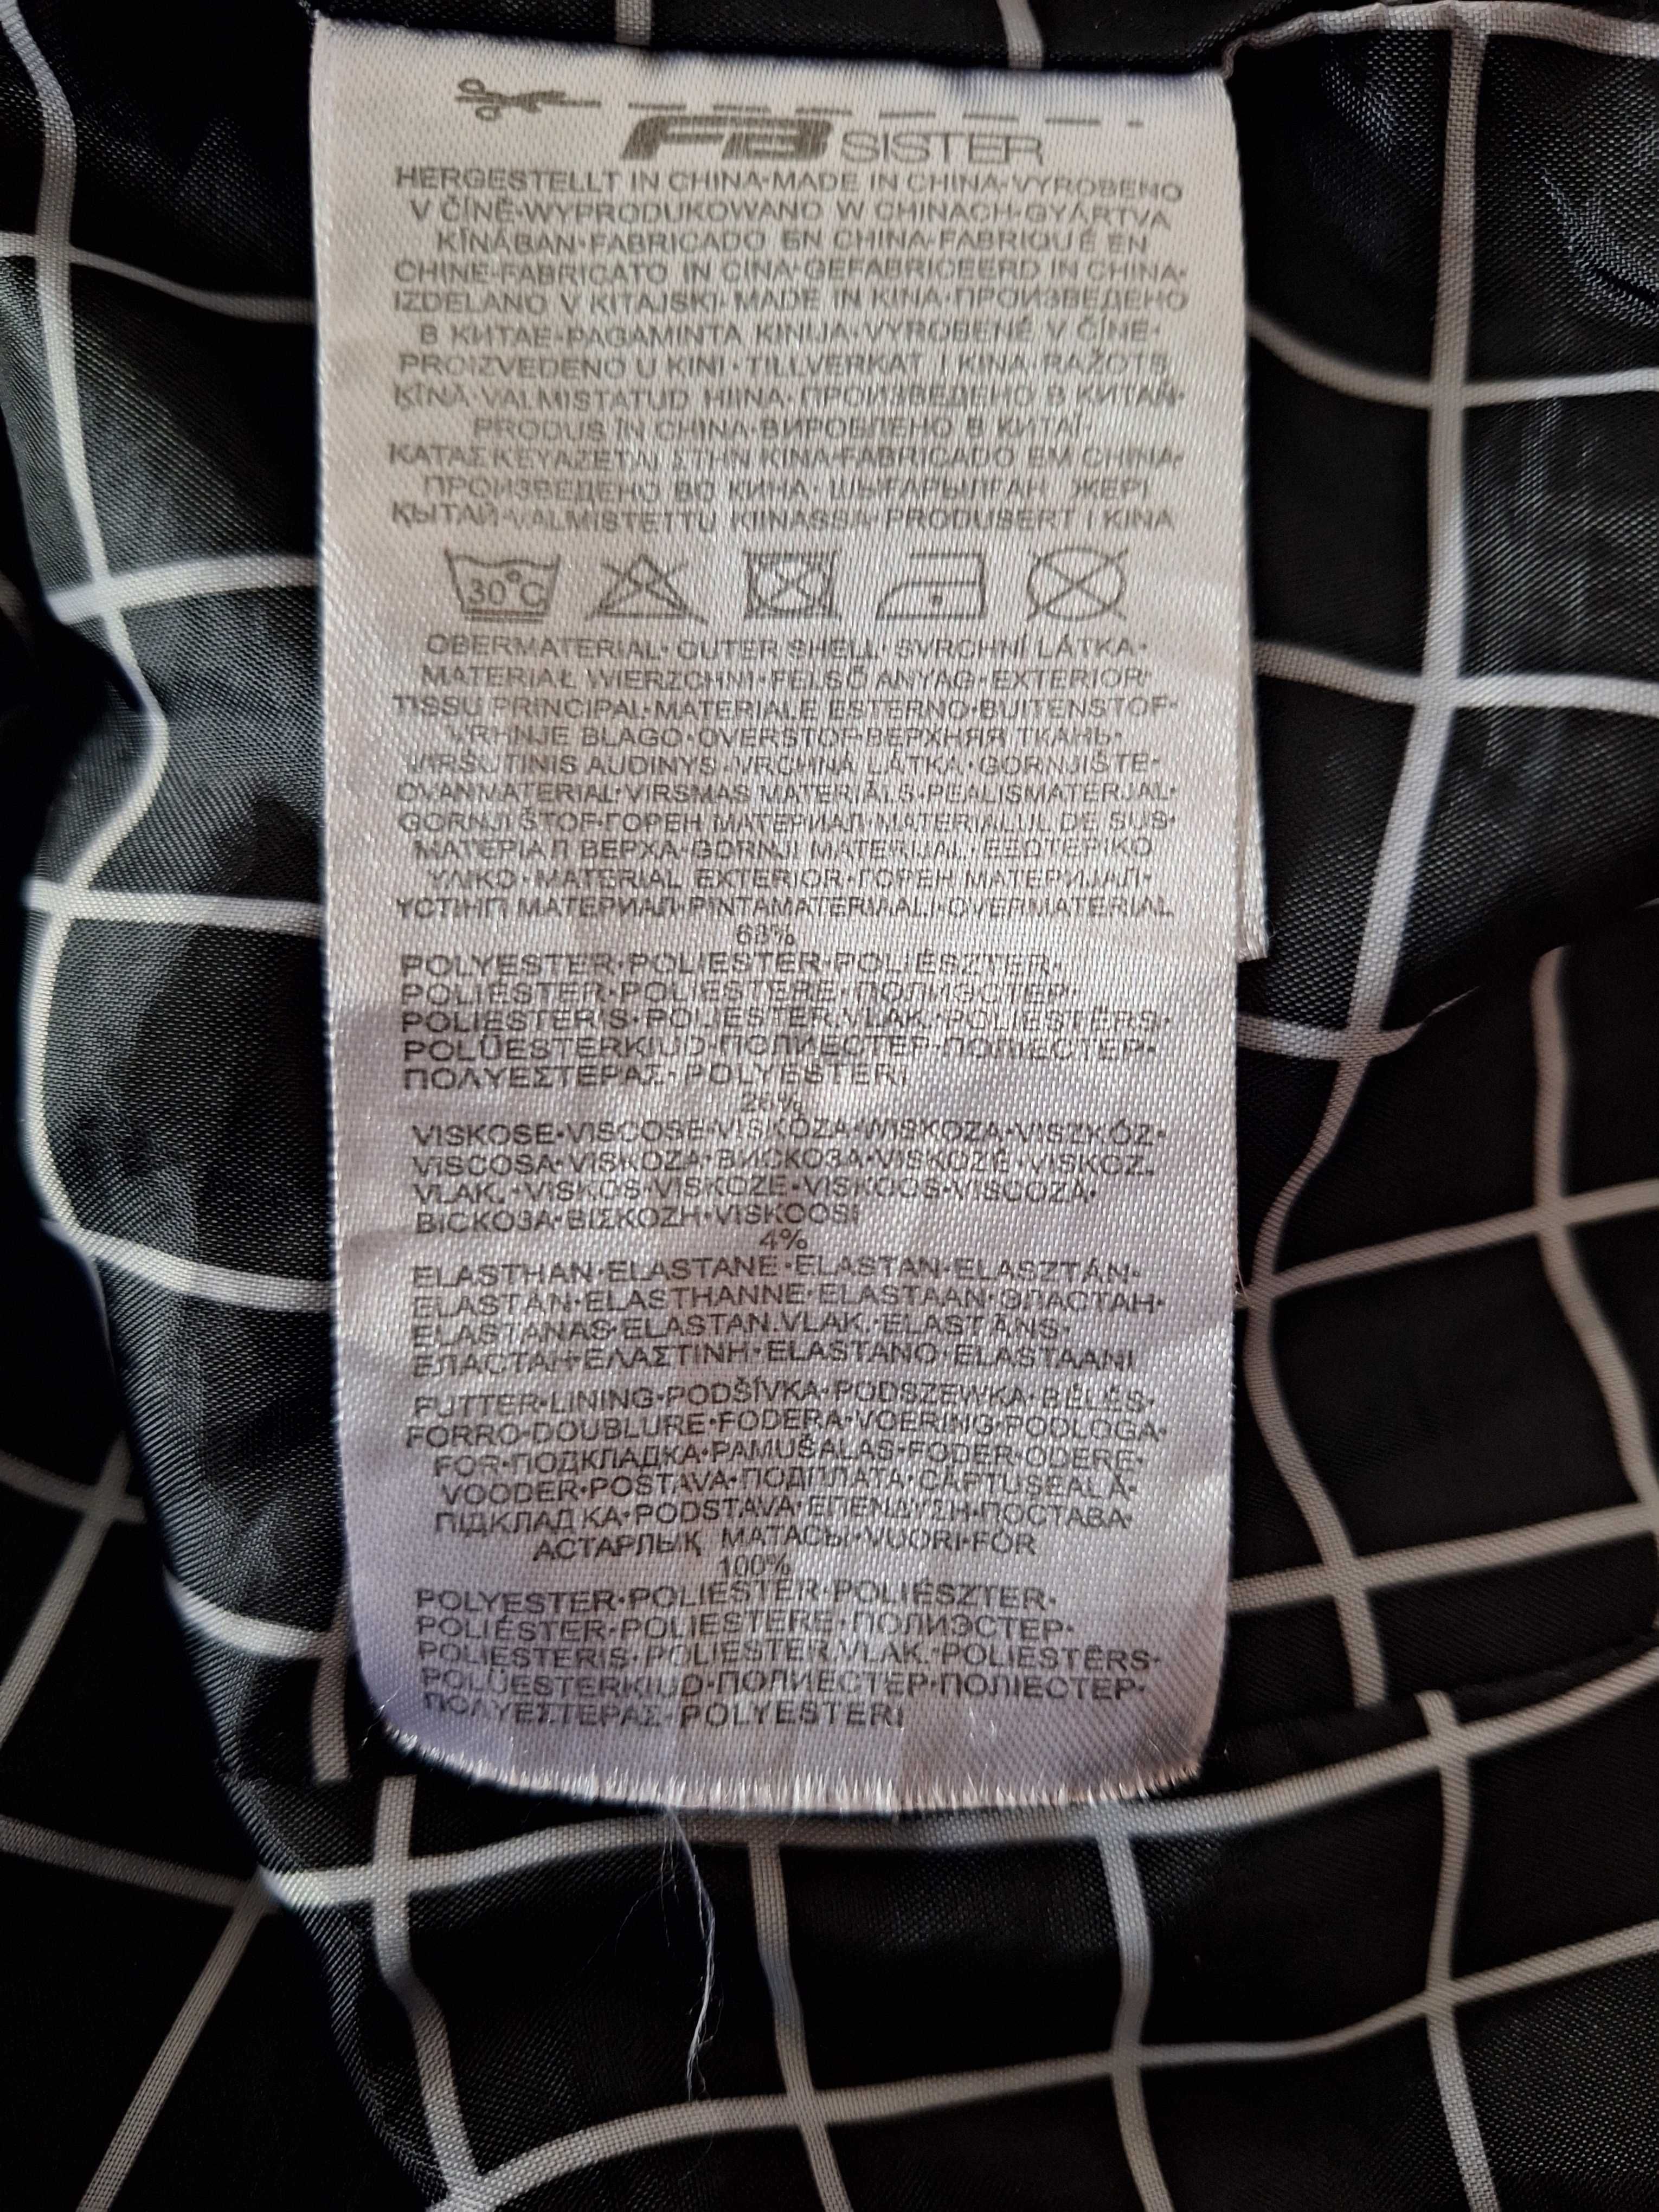 FB SISTER
HERGESTELLT IN CHINA·MADE IN CHINA·VYROBENO
V ČÍNĚ·WYPRODUKOWANO W CHINACH·GYÁRTVA
KÍNÁBAN·FABRICADO EN CHINA·FABRIQUÉ EN
CHINE·FABRICATO IN CINA·GEFABRICEERD IN CHINA·
IZDELANO V KITAJSKI·MADE IN KINA·ПРОИЗВЕДЕНО
В КИТАЕ·PAGAMINTA KINIJA·VYROBENÉ V ČÍNE·
PROIZVEDENO U KINI·TILLVERKAT I KINA·RAŽOTS
ĶĪNĀ·VALMISTATUD HIINA·ПРОИЗВЕДЕНО В КИТАЙ·
PRODUS ÎN CHINA·ВИРОБЛЕНО В КИТАЇ·
ΚΑΤΑΣΚΕΥΑΖΕΤΑΙ ΣΤΗΝ ΚΙΝΑ·FABRICADO EM CHINA·
ПРОИЗВЕДЕНО ВО КИНА·ШЫҒАРЫЛҒАН ЖЕРІ
ҚЫТАЙ·VALMISTETTU KIINASSA·PRODUSERT I KINA
30°C
OBERMATERIAL·OUTER SHELL·SVRCHNÍ LÁTKA·
MATERIAŁ WIERZCHNI·FELSŐ ANYAG·EXTERIOR·
TISSU PRINCIPAL·MATERIALE ESTERNO·BUITENSTOF·
VRHNJE BLAGO·OVERSTOF·ВЕРХНЯЯ ТКАНЬ·
VIRŠUTINIS AUDINYS·VRCHNÁ LÁTKA·GORNJIŠTE·
OVANMATERIAL·VIRSMAS MATERIĀLS·PEALISMATERJAL·
GORNJI ŠTOF·ГОРЕН МАТЕРИАЛ·MATERIALUL DE SUS·
МАТЕРІАЛ ВЕРХА·GORNJI MATERIJAL·ΕΞΩΤΕΡΙΚΟ
ΥΛΙΚΟ·MATERIAL EXTERIOR·ГОРЕН МАТЕРИЈАЛ·
ҮСТІҢГІ МАТЕРИАЛ·PINTAMATERIAALI·OVERMATERIAL
68%
POLYESTER·POLIESTER·POLIÉSZTER·
POLIÉSTER·POLIESTERE·ПОЛИЭСТЕР·
POLIESTERIS·POLIESTER.VLAK.·POLIESTĒRS·
POLÜESTERKIUD·ПОЛИЕСТЕР·ПОЛІЕСТЕР·
ΠΟΛΥΕΣΤΕΡΑΣ·POLYESTERI
28%
VISKOSE·VISCOSE·VISKÓZA·WISKOZA·VISZKÓZ·
VISCOSA·VISKOZA·ВИСКОЗА·VISKOZĖ·VISKOZ.
VLAK.·VISKOS·VISKOZE·VISKOOS·VISCOZĂ·
ВІСКОЗА·ΒΙΣΚΟΖΗ·VISKOOSI
4%
ELASTHAN·ELASTANE·ELASTAN·ELASZTÁN·
ELASTÁN·ELASTHANNE·ELASTAAN·ЭЛАСТАН·
ELASTANAS·ELASTAN.VLAK.·ELASTĀNS·
ЕЛАСТАН·ΕΛΑΣΤΙΝΗ·ELASTANO·ELASTAANI
FUTTER·LINING·PODŠÍVKA·PODSZEWKA·BÉLÉS·
FORRO·DOUBLURE·FODERA·VOERING·PODLOGA·
FOR·ПОДКЛАДКА·PAMUŠALAS·FODER·ODERE·
VOODER·POSTAVA·ПОДПЛАТА·CĂPTUSEALĂ·
ПІДКЛАДКА·PODSTAVA·ΕΠΕΝΔΥΣΗ·ПОСТАВА·
АСТАРЛЫҚ МАТАСЫ·VUORI·FÓR
100%
POLYESTER·POLIESTER·POLIÉSZTER·
POLIÉSTER·POLIESTERE·ПОЛИЭСТЕР·
POLIESTERIS·POLIESTER.VLAK.·POLIESTĒRS·
POLÜESTERKIUD·ПОЛИЕСТЕР·ПОЛІЕСТЕР·
ΠΟΛΥΕΣΤΕΡΑΣ·POLYESTERI